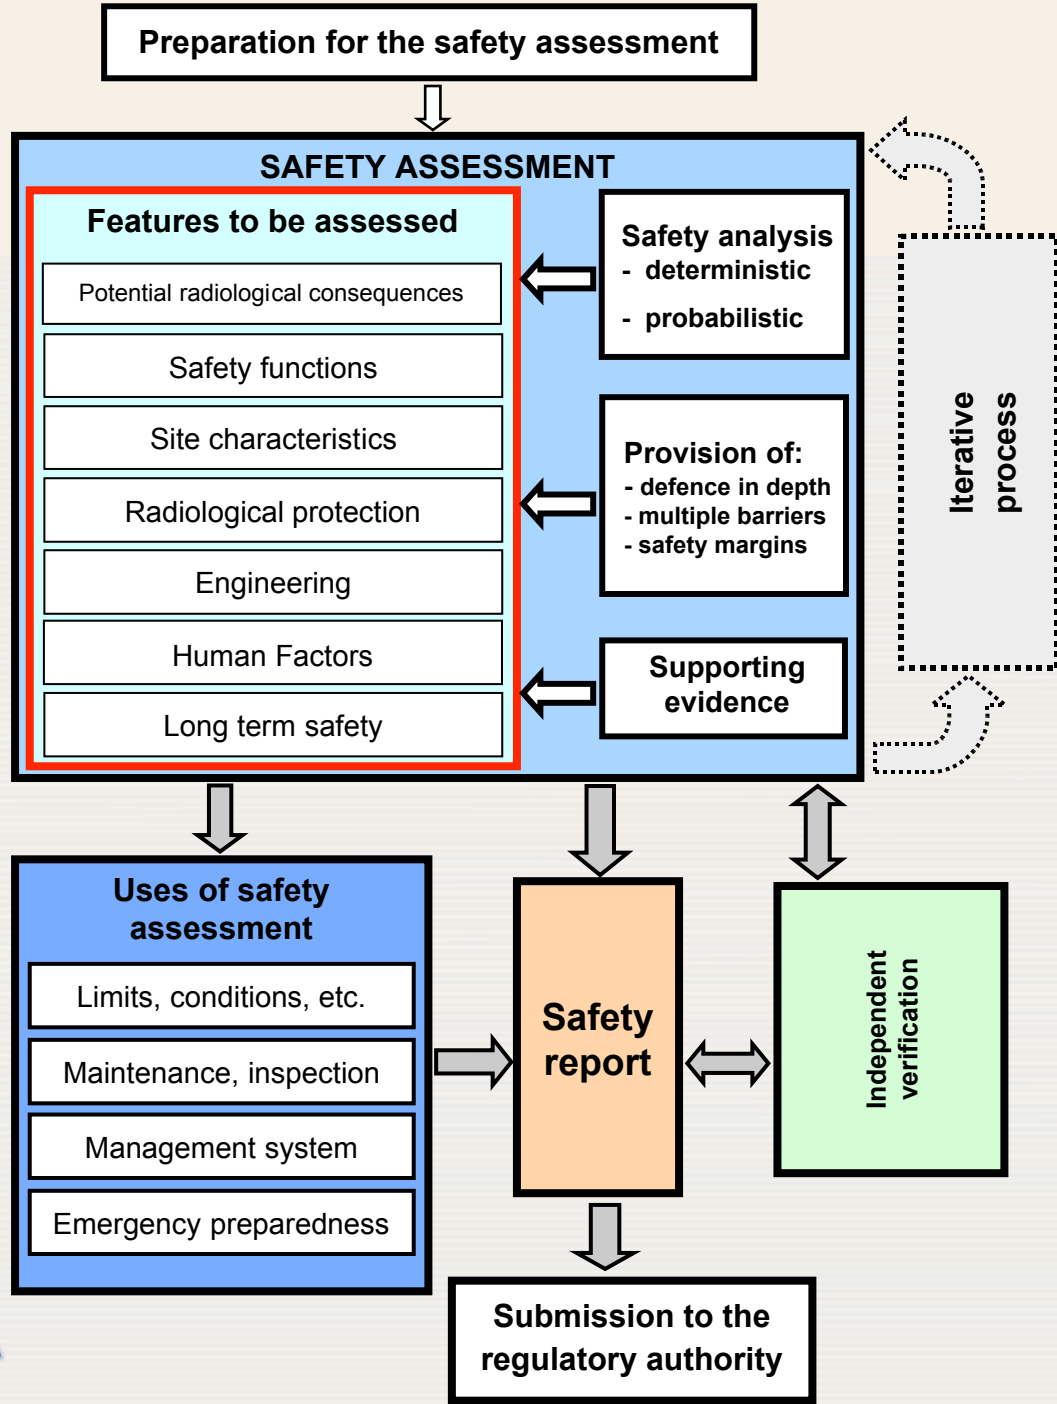 Preparation for the safety assessment
SAFETY ASSESSMENT
Features to be assessed
Potential radiological consequences
Safety functions
Site characteristics
Radiological protection
Engineering
Human Factors
Long term safety
Safety analysis
- deterministic
- probabilistic
Provision of:
- defence in depth
- multiple barriers
- safety margins
Supporting
evidence
Iterative
process
Uses of safety
assessment
Limits, conditions, etc.
Maintenance, inspection
Management system
Emergency preparedness
Safety
report
Independent
verification
Submission to the
regulatory authority